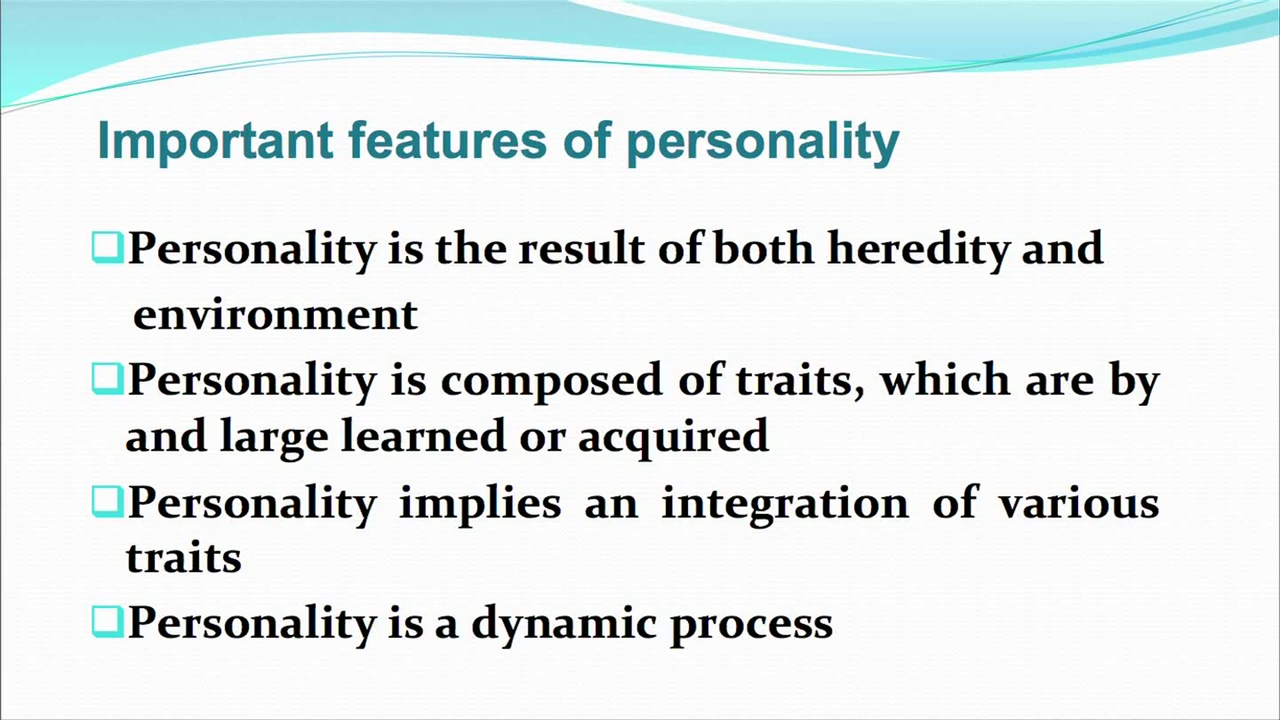 Important features of personality
Personality is the result of both heredity and
environment
Personality is composed of traits, which are by
and large learned or acquired
Personality implies an integration of various
traits
Personality is a dynamic process